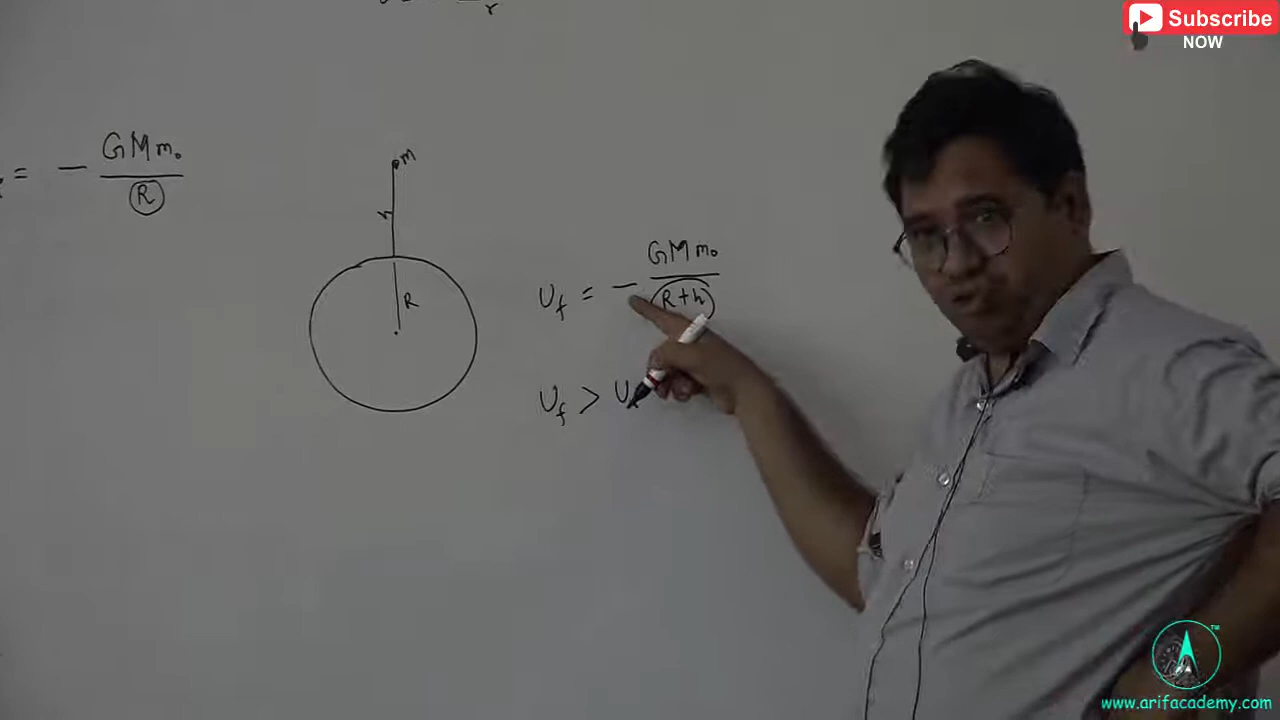 r
Subscribe
NOW
= - GMm₀
R
m
h
R
U_f = - GMm₀
R+h
U_f > U
www.arifacademy.com